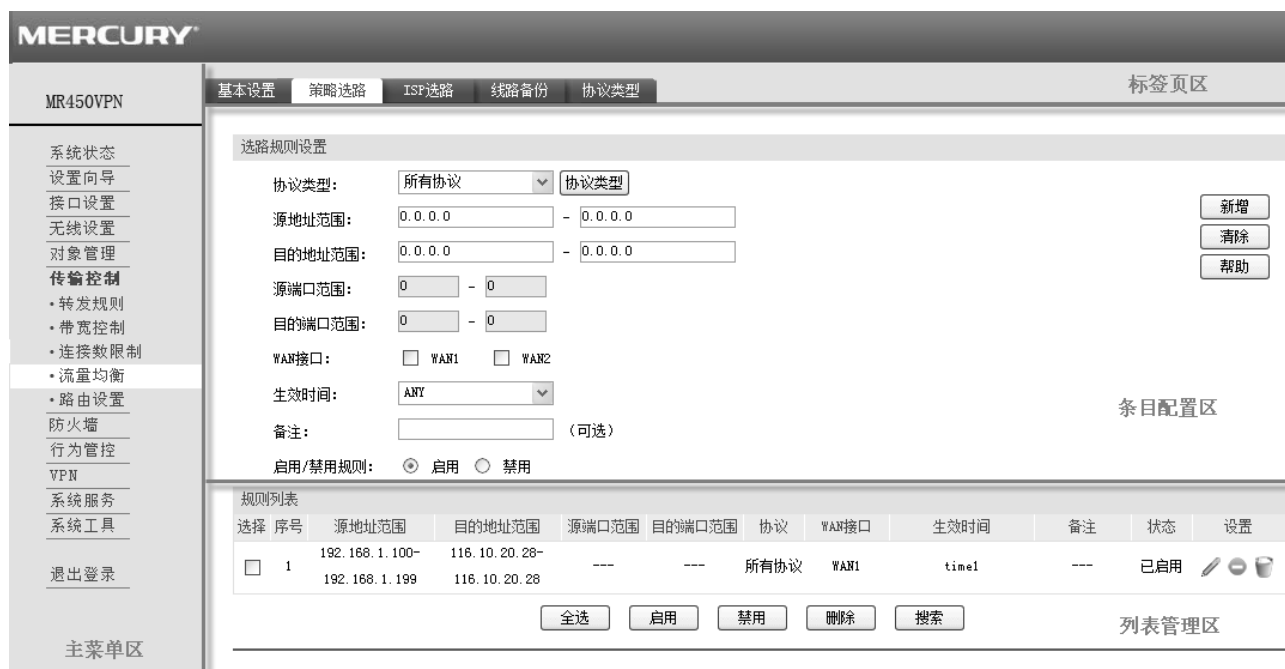 MERCURY
MR450VPN
系统状态
设置向导
接口设置
无线设置
对象管理
传输控制
•转发规则
•带宽控制
•连接数限制
•流量均衡
•路由设置
防火墙
行为管控
VPN
系统服务
系统工具
退出登录
主菜单区
基本设置 策略选路 ISP选路 线路备份 协议类型 标签页区
选路规则设置
协议类型: 所有协议 协议类型
源地址范围: 0.0.0.0 - 0.0.0.0
目的地址范围: 0.0.0.0 - 0.0.0.0
源端口范围: 0 - 0
目的端口范围: 0 - 0
WAN接口: WAN1 WAN2
生效时间: ANY
备注: (可选)
启用/禁用规则: 启用 禁用
新增
清除
帮助
条目配置区
规则列表
选择 序号 源地址范围 目的地址范围 源端口范围 目的端口范围 协议 WAN接口 生效时间 备注 状态 设置
1 192.168.1.100- 116.10.20.28- --- --- 所有协议 WAN1 time1 --- 已启用
192.168.1.199 116.10.20.28
全选 启用 禁用 删除 搜索
列表管理区